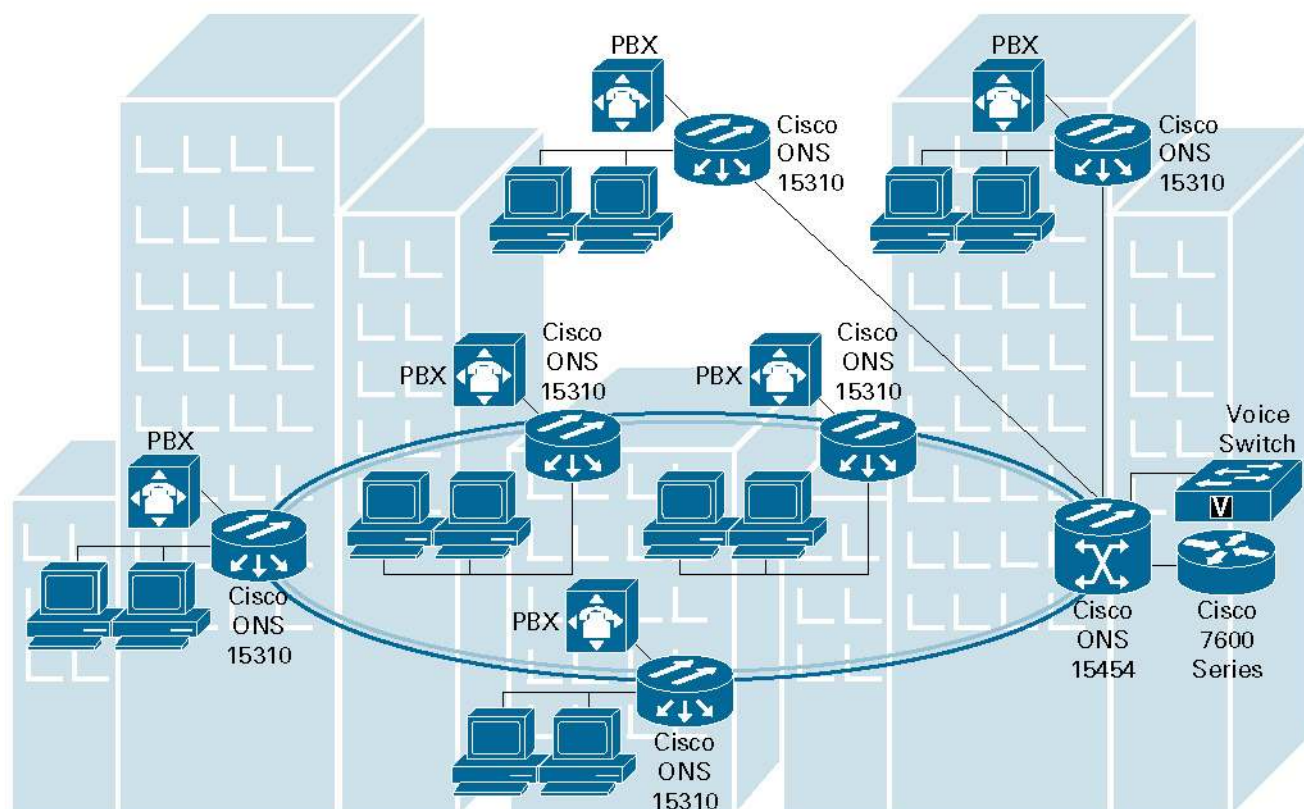 PBX
Cisco
ONS
15310
PBX
Cisco
ONS
15310
PBX
Cisco
ONS
15310
PBX
Cisco
ONS
15310
PBX
Cisco
ONS
15310
Voice
Switch
V
Cisco
ONS
15454
Cisco
7600
Series
PBX
Cisco
ONS
15310